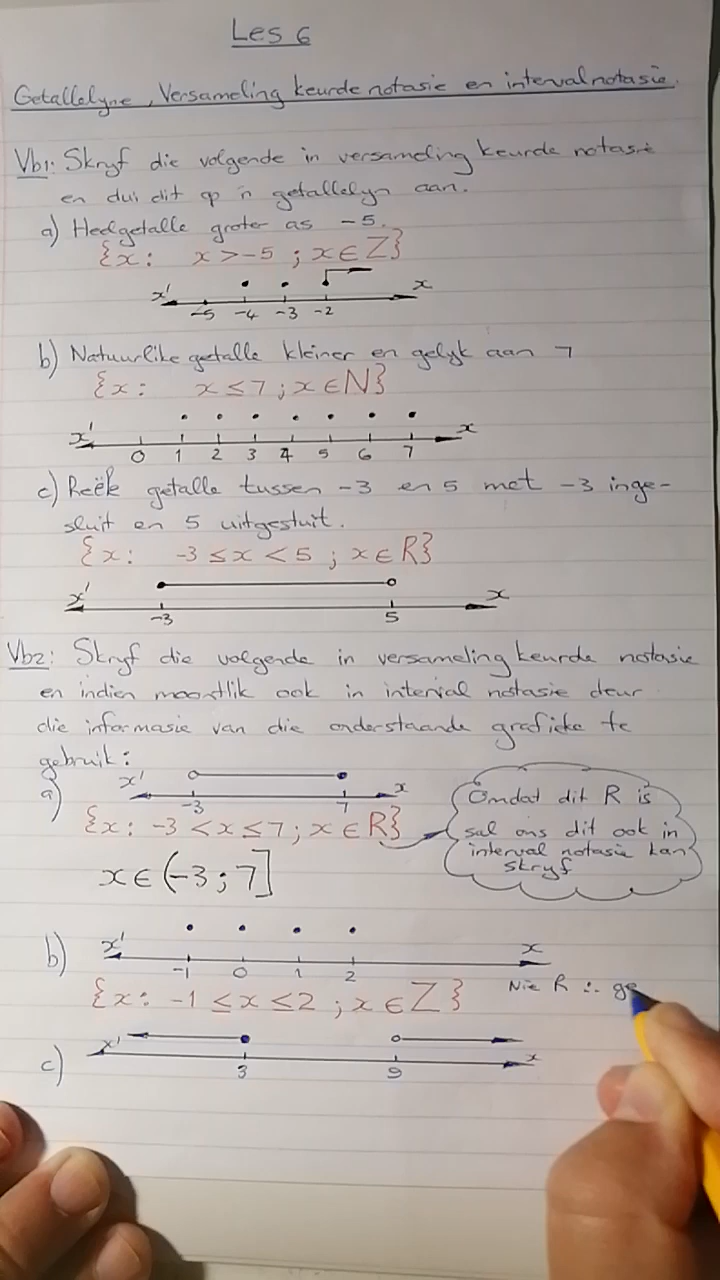 Les 6
Getallelyne, Versameling keurde notasie en intervalnotasie.
Vb1: Skryf die volgende in versameling keurde notasie
en dui dit op 'n getallelyn aan.
a) Heelgetalle groter as -5.
{x: x > -5 ; x ∈ Z}
x' x
-5 -4 -3 -2
b) Natuurlike getalle kleiner en gelyk aan 7
{x: x ≤ 7 ; x ∈ N}
x' x
0 1 2 3 4 5 6 7
c) Reële getalle tussen -3 en 5 met -3 inge-
sluit en 5 uitgesluit.
{x: -3 ≤ x < 5 ; x ∈ R}
x' x
-3 5
Vb2: Skryf die volgende in versameling keurde notasie
en indien moontlik ook in interval notasie deur
die informasie van die onderstaande grafieke te
gebruik:
a) x' x
-3 7
{x: -3 < x ≤ 7 ; x ∈ R}
Omdat dit R is
sal ons dit ook in
interval notasie kan
skryf
x ∈ (-3 ; 7]
b) x' x
-1 0 1 2
{x: -1 ≤ x ≤ 2 ; x ∈ Z}
Nie R ∴ ge
c) x' x
3 9